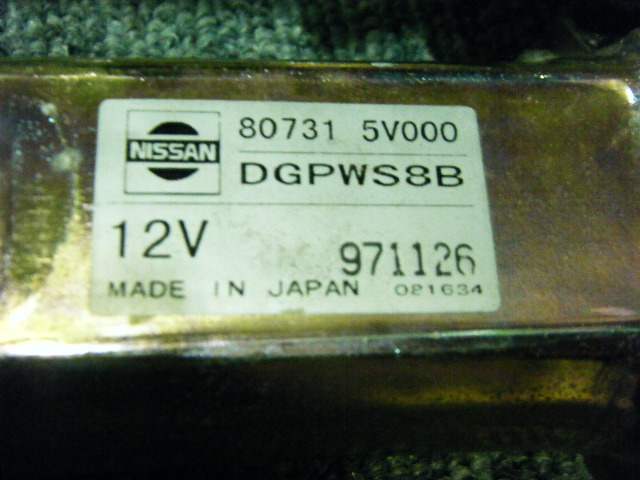 NISSAN
80731 5V000
DGPWS8B
12V
971126
MADE IN JAPAN 021634